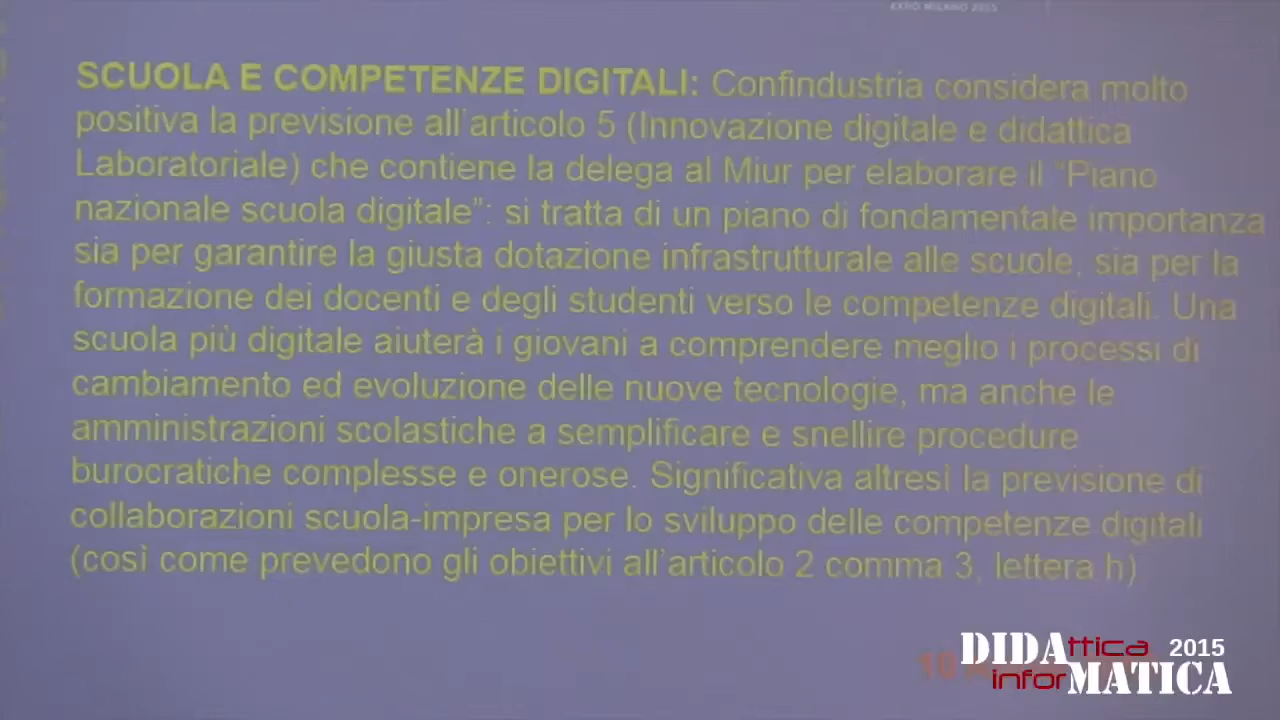 EXPO MILANO 2015
SCUOLA E COMPETENZE DIGITALI: Confindustria considera molto
positiva la previsione all'articolo 5 (Innovazione digitale e didattica
Laboratoriale) che contiene la delega al Miur per elaborare il "Piano
nazionale scuola digitale": si tratta di un piano di fondamentale importanza
sia per garantire la giusta dotazione infrastrutturale alle scuole, sia per la
formazione dei docenti e degli studenti verso le competenze digitali. Una
scuola più digitale aiuterà i giovani a comprendere meglio i processi di
cambiamento ed evoluzione delle nuove tecnologie, ma anche le
amministrazioni scolastiche a semplificare e snellire procedure
burocratiche complesse e onerose. Significativa altresì la previsione di
collaborazioni scuola-impresa per lo sviluppo delle competenze digitali
(così come prevedono gli obiettivi all'articolo 2 comma 3, lettera h)
DIDAttica 2015
inforMATICA